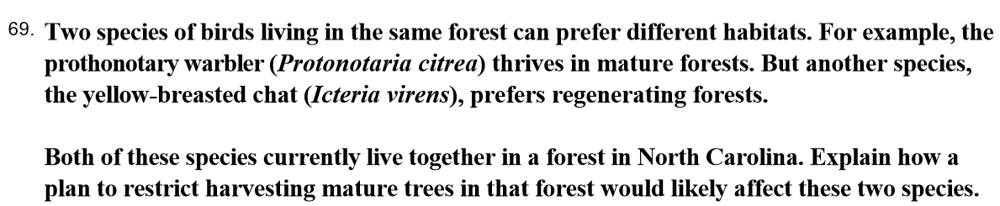 69. Two species of birds living in the same forest can prefer different habitats. For example, the
prothonotary warbler (Protonotaria citrea) thrives in mature forests. But another species,
the yellow-breasted chat (Icteria virens), prefers regenerating forests.
Both of these species currently live together in a forest in North Carolina. Explain how a
plan to restrict harvesting mature trees in that forest would likely affect these two species.